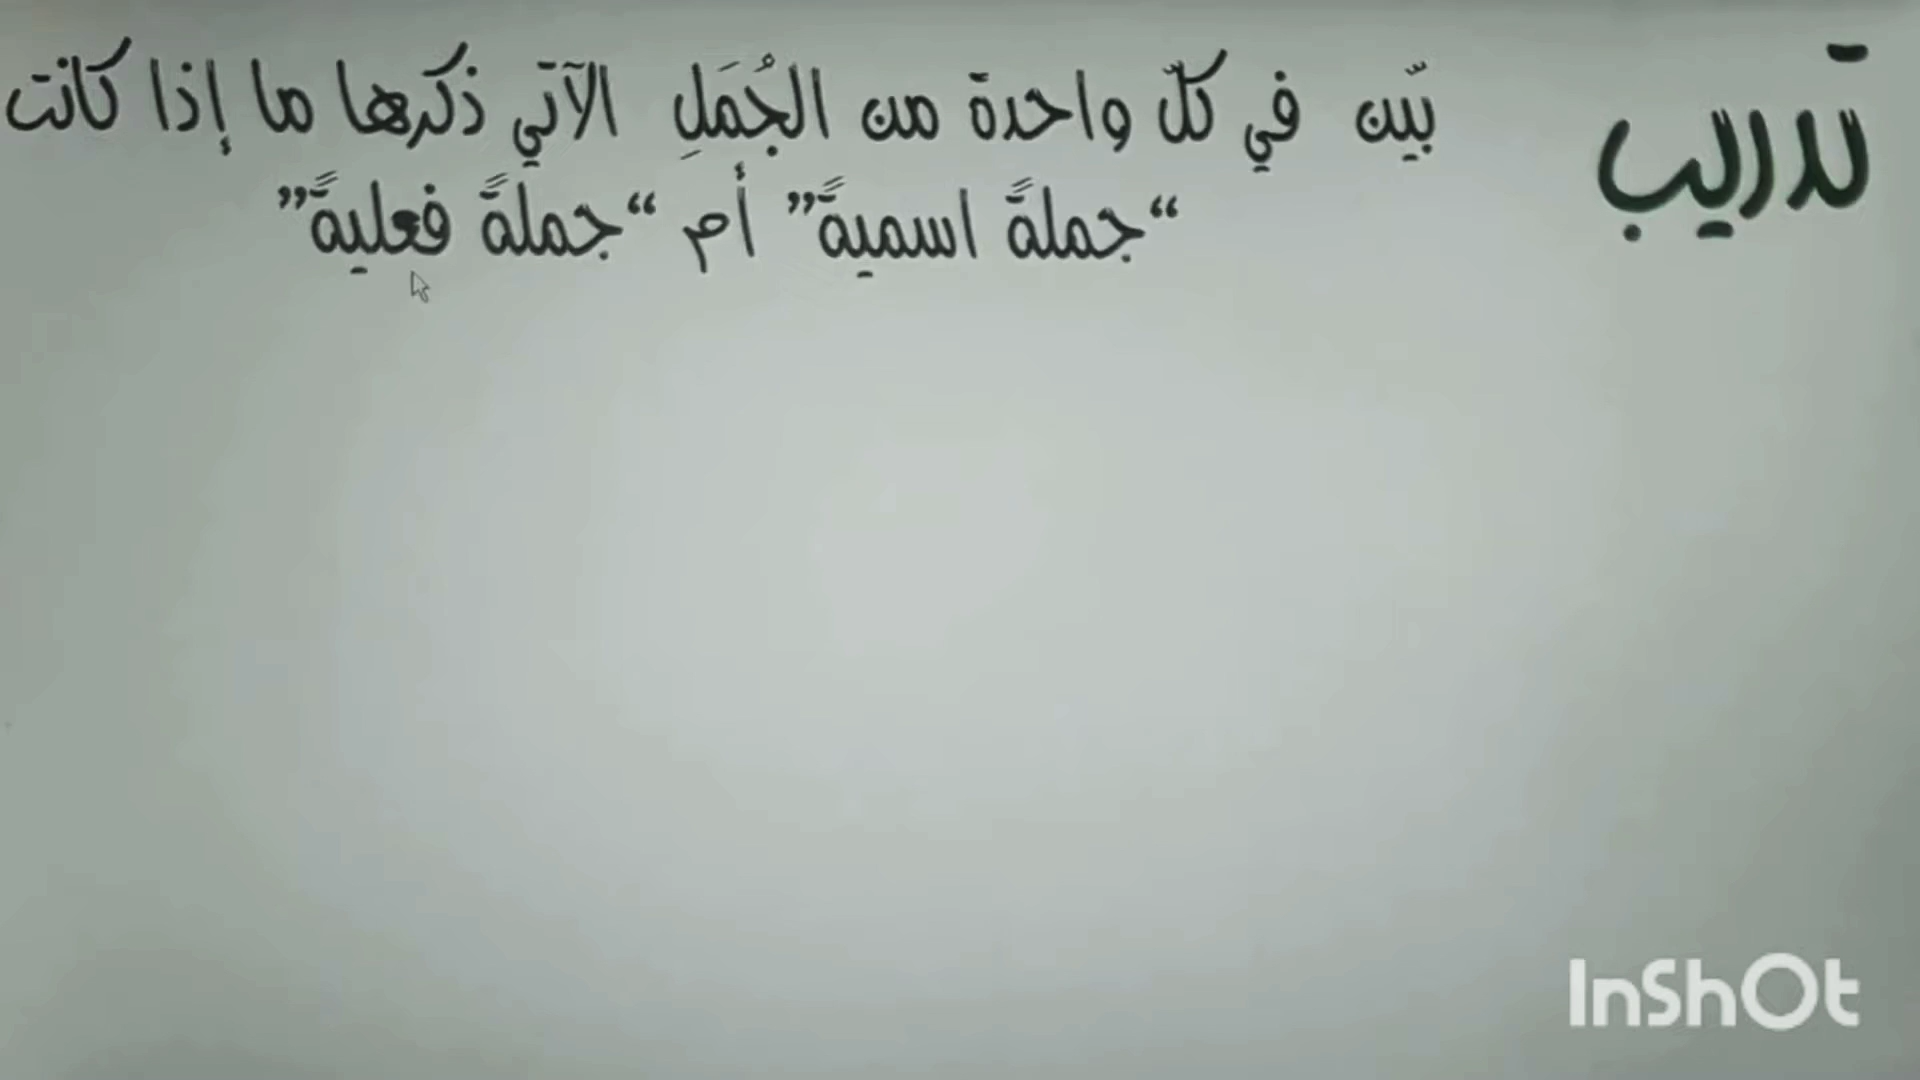 تدريب
بيّن في كلّ واحدة من الجُمَلِ الآتي ذكرها ما إذا كانت
“جملةً اسميةً” أم “جملةً فعليةً”
InShOt